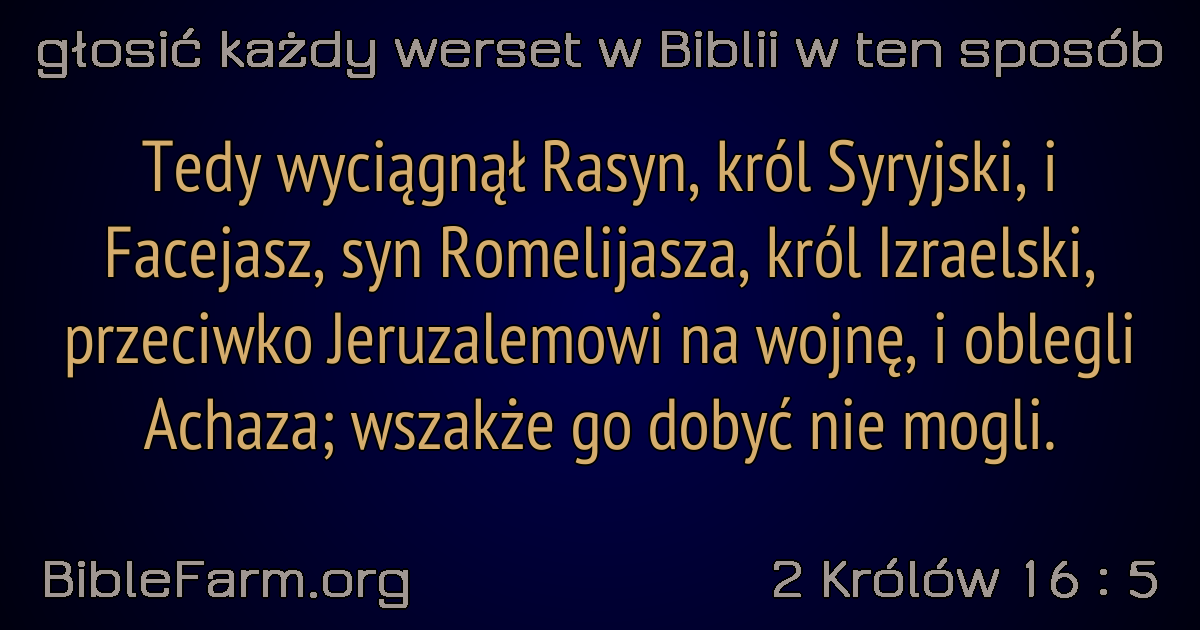 głosić każdy werset w Biblii w ten sposób
Tedy wyciągnął Rasyn, król Syryjski, i
Facejasz, syn Romelijasza, król Izraelski,
przeciwko Jeruzalemowi na wojnę, i oblegli
Achaza; wszakże go dobyć nie mogli.
BibleFarm.org
2 Królów 16 : 5